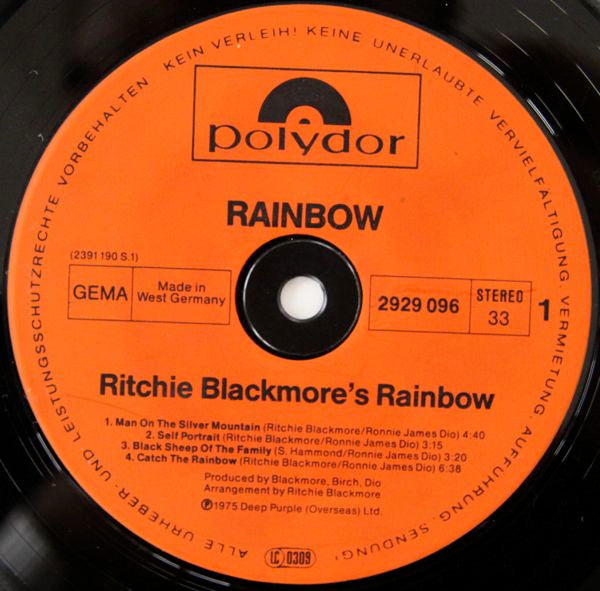 ALLE URHEBER- UND LEISTUNGSSCHUTZRECHTE VORBEHALTEN KEIN VERLEIH! KEINE UNERLAUBTE VERVIELFÄLTIGUNG, VERMIETUNG, AUFFÜHRUNG, SENDUNG!
polydor
RAINBOW
(2391 190 S.1)
GEMA
Made in
West Germany
2929 096
STEREO
33
1
Ritchie Blackmore's Rainbow
1. Man On The Silver Mountain (Ritchie Blackmore/Ronnie James Dio) 4:40
2. Self Portrait (Ritchie Blackmore/Ronnie James Dio) 3:15
3. Black Sheep Of The Family (S. Hammond/Ronnie James Dio) 3:20
4. Catch The Rainbow (Ritchie Blackmore/Ronnie James Dio) 6:38
Produced by Blackmore, Birch, Dio
Arrangement by Ritchie Blackmore
Ⓟ 1975 Deep Purple (Overseas) Ltd.
LC 0309